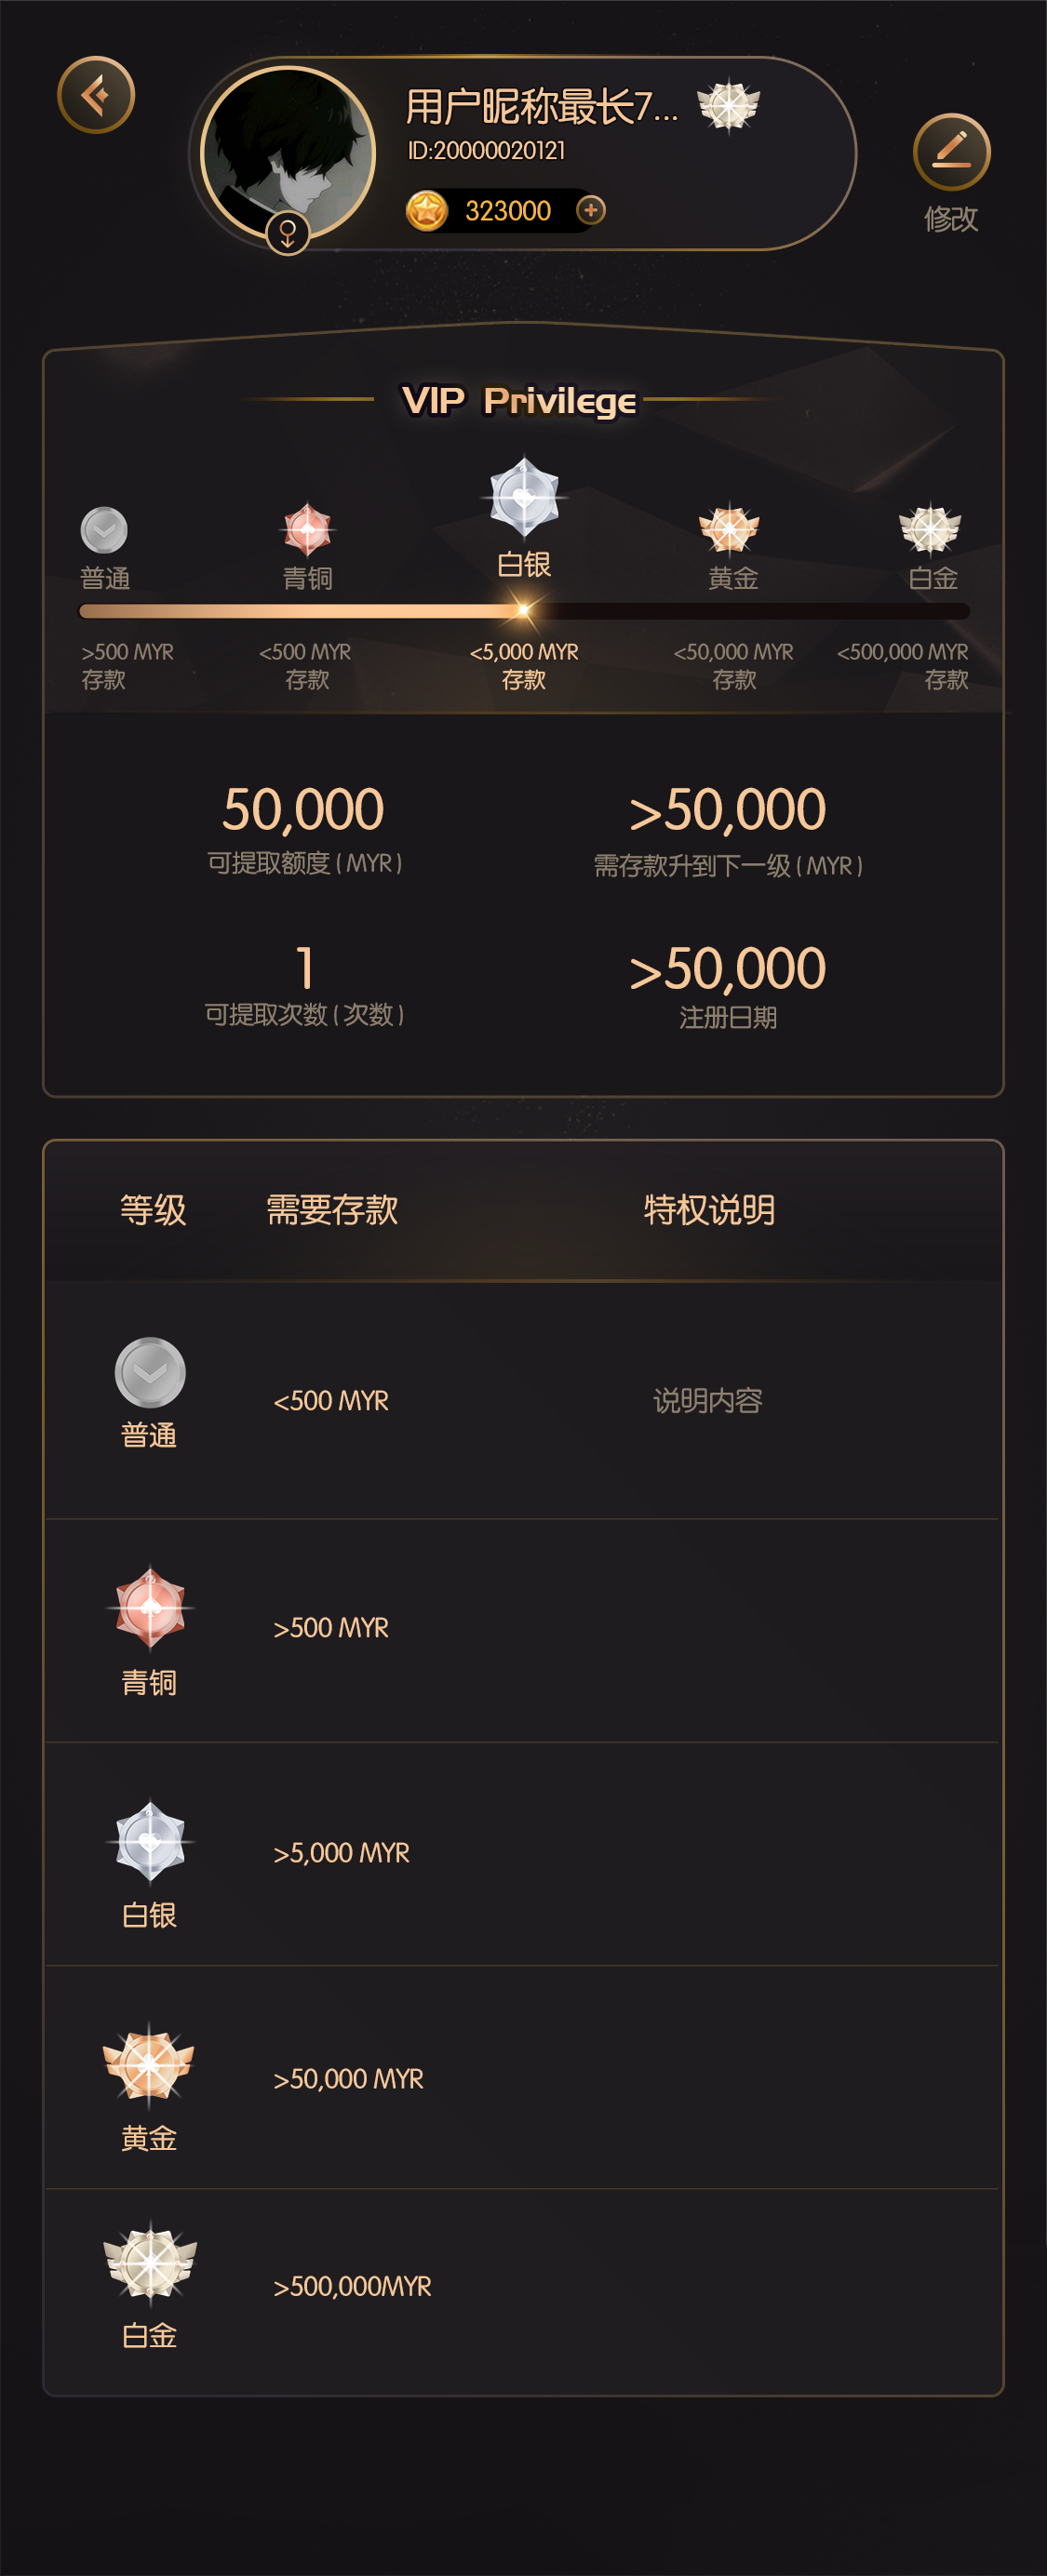 用户昵称最长7...
ID:20000020121
323000
修改
VIP Privilege
普通
青铜
白银
黄金
白金
>500 MYR
存款
<500 MYR
存款
<5,000 MYR
存款
<50,000 MYR
存款
<500,000 MYR
存款
50,000
可提取额度 ( MYR )
>50,000
需存款升到下一级 ( MYR )
1
可提取次数 ( 次数 )
>50,000
注册日期
等级 需要存款 特权说明
普通
<500 MYR
说明内容
青铜
>500 MYR
白银
>5,000 MYR
黄金
>50,000 MYR
白金
>500,000MYR